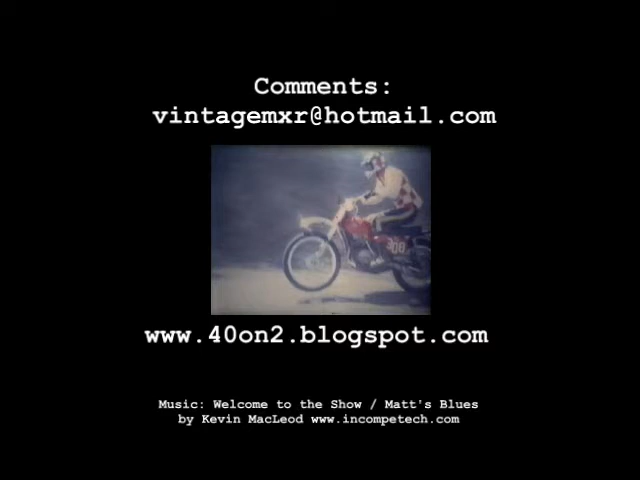 Comments:
vintagemxr@hotmail.com
308
www.40on2.blogspot.com
Music: Welcome to the Show / Matt's Blues
by Kevin MacLeod www.incompetech.com